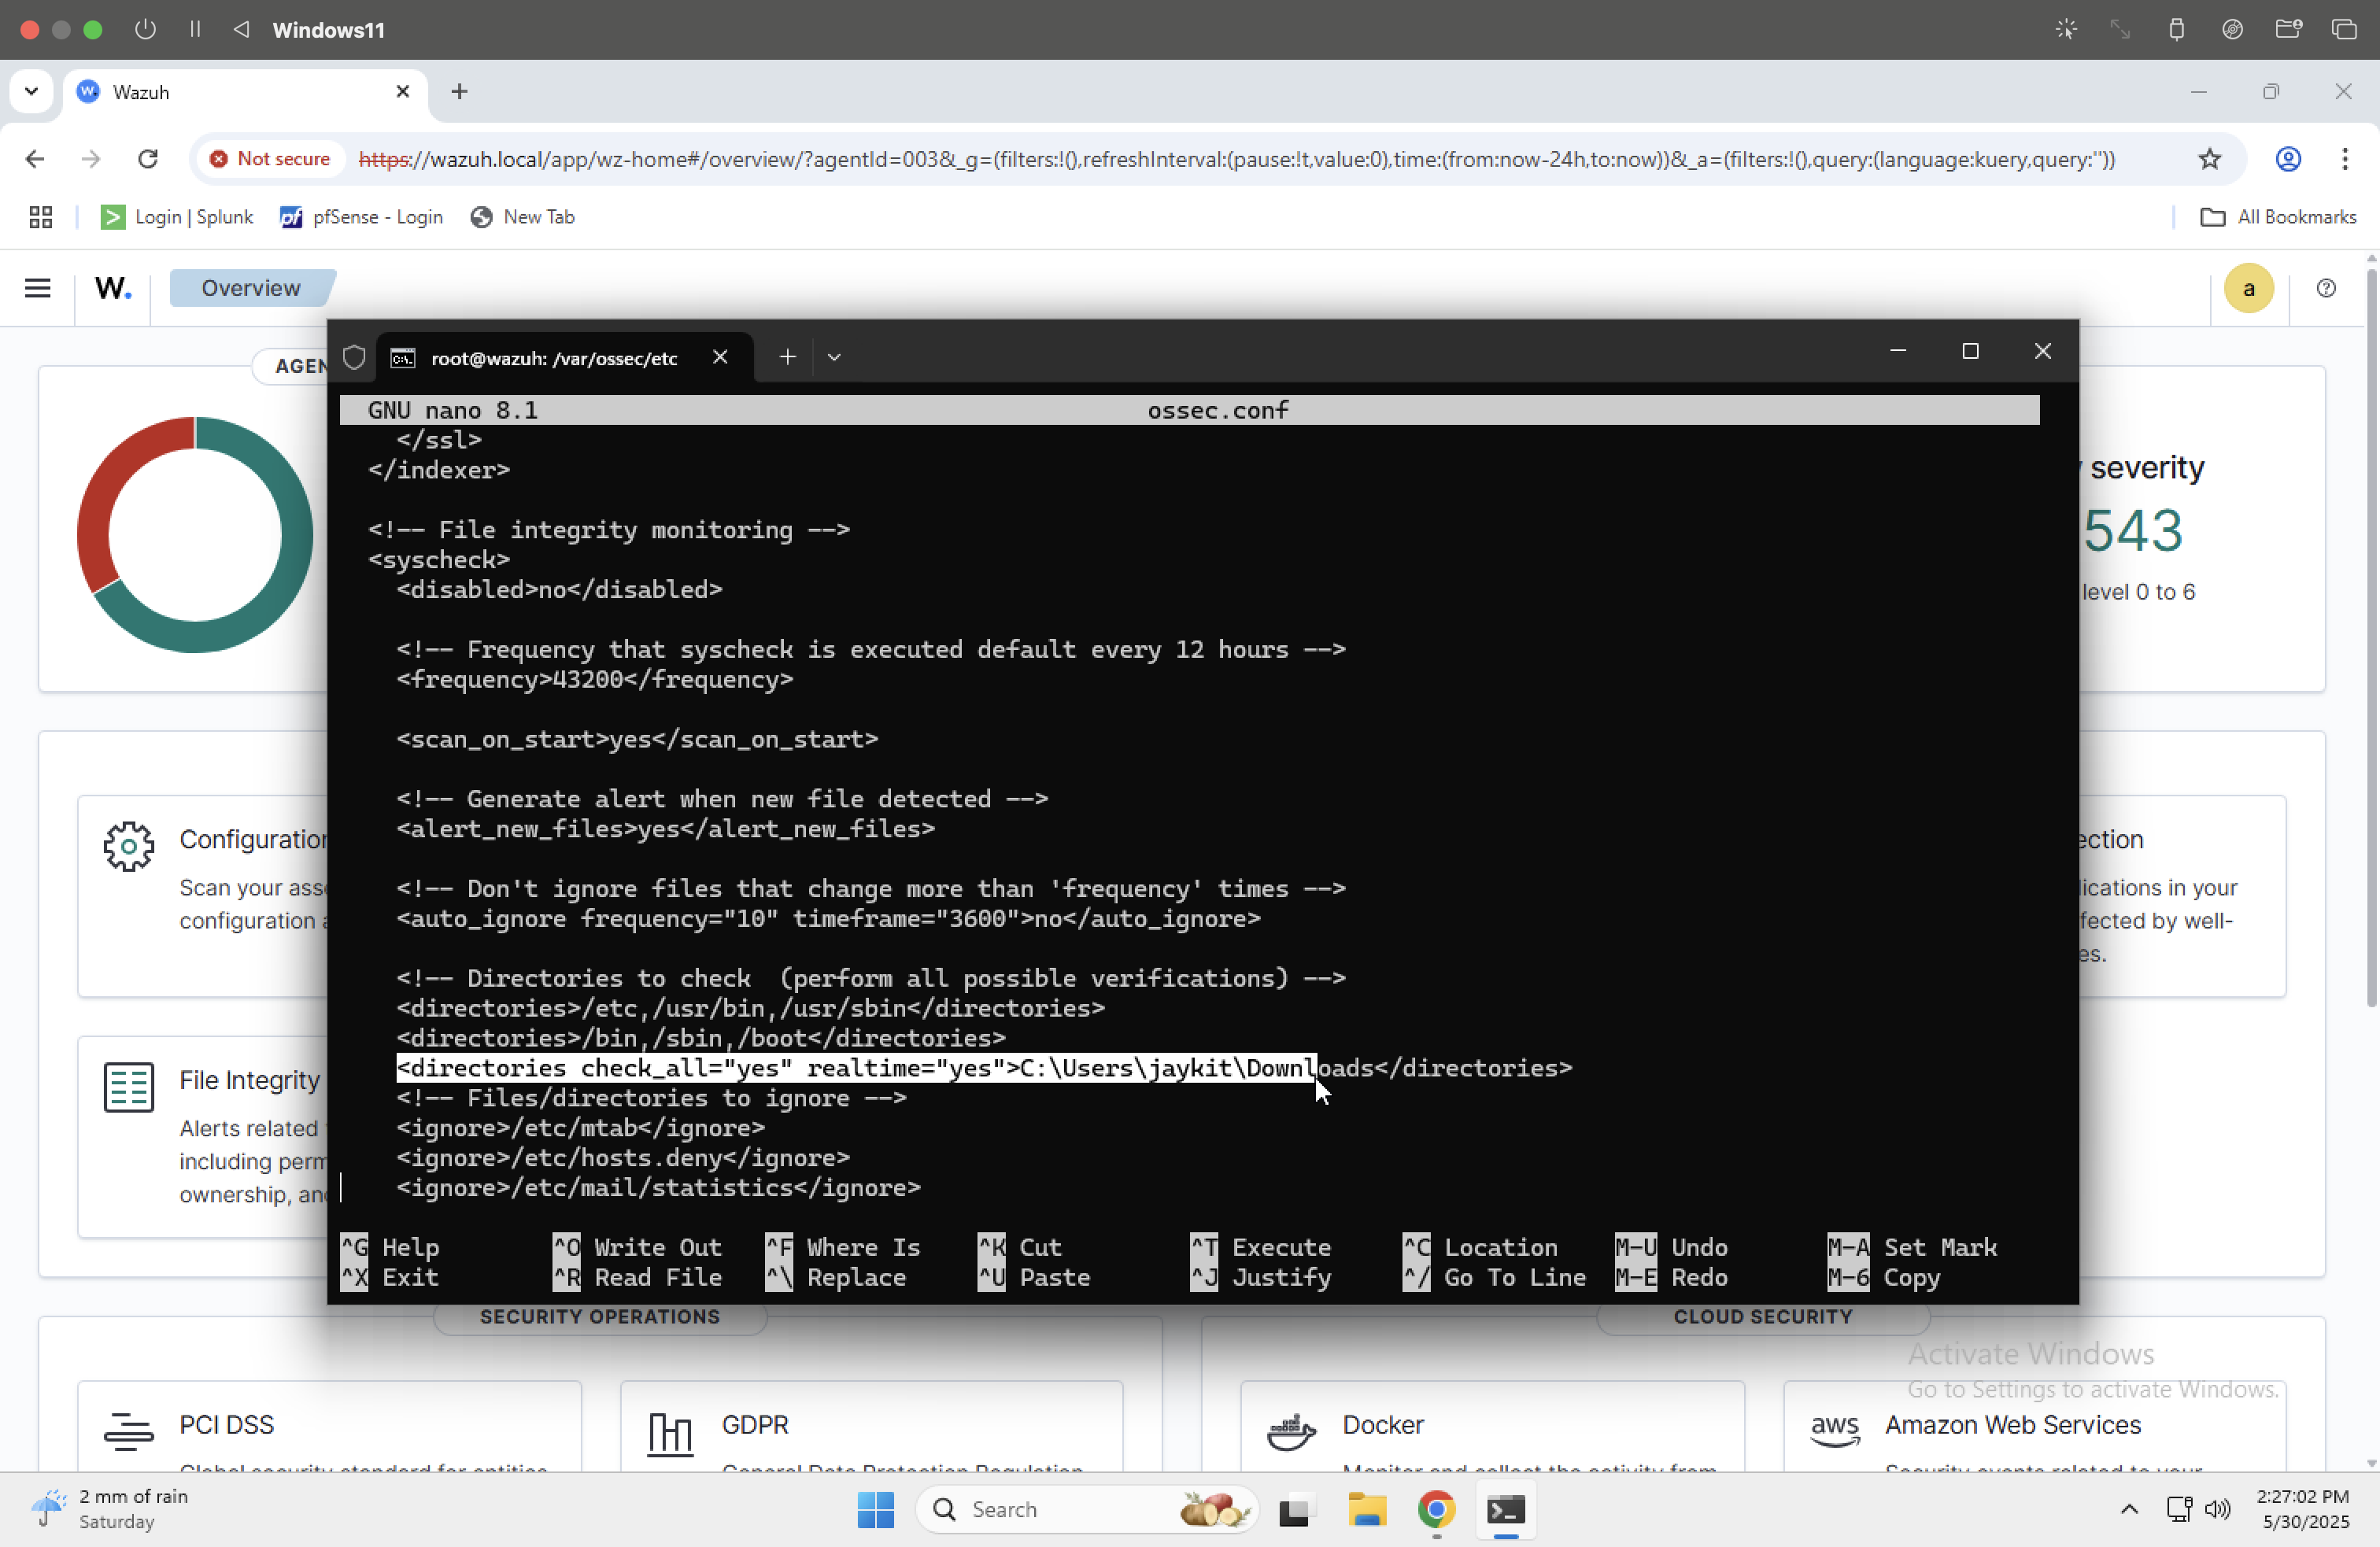 Windows11
Wazuh
Not secure https://wazuh.local/app/wz-home#/overview/?agentId=003&_g=(filters:!(),refreshInterval:(pause:!t,value:0),time:(from:now-24h,to:now))&_a=(filters:!(),query:(language:kuery,query:''))
Login | Splunk pfSense - Login New Tab All Bookmarks
W. Overview a
root@wazuh: /var/ossec/etc
GNU nano 8.1 ossec.conf
</ssl>
</indexer>
<!-- File integrity monitoring -->
<syscheck>
<disabled>no</disabled>
<!-- Frequency that syscheck is executed default every 12 hours -->
<frequency>43200</frequency>
<scan_on_start>yes</scan_on_start>
<!-- Generate alert when new file detected -->
<alert_new_files>yes</alert_new_files>
<!-- Don't ignore files that change more than 'frequency' times -->
<auto_ignore frequency="10" timeframe="3600">no</auto_ignore>
<!-- Directories to check  (perform all possible verifications) -->
<directories>/etc,/usr/bin,/usr/sbin</directories>
<directories>/bin,/sbin,/boot</directories>
<directories check_all="yes" realtime="yes">C:\Users\jaykit\Downloads</directories>
<!-- Files/directories to ignore -->
<ignore>/etc/mtab</ignore>
<ignore>/etc/hosts.deny</ignore>
<ignore>/etc/mail/statistics</ignore>
^G Help ^O Write Out ^F Where Is ^K Cut ^T Execute ^C Location M-U Undo M-A Set Mark
^X Exit ^R Read File ^\ Replace ^U Paste ^J Justify ^/ Go To Line M-E Redo M-6 Copy
AGEN
severity
543
level 0 to 6
Configuration
Scan your asse
configuration a
ection
ications in your
fected by well-
es.
File Integrity
Alerts related
including perm
ownership, and
SECURITY OPERATIONS
CLOUD SECURITY
PCI DSS
GDPR
Docker
aws Amazon Web Services
Activate Windows
Go to Settings to activate Windows.
2 mm of rain
Saturday
Search
2:27:02 PM
5/30/2025